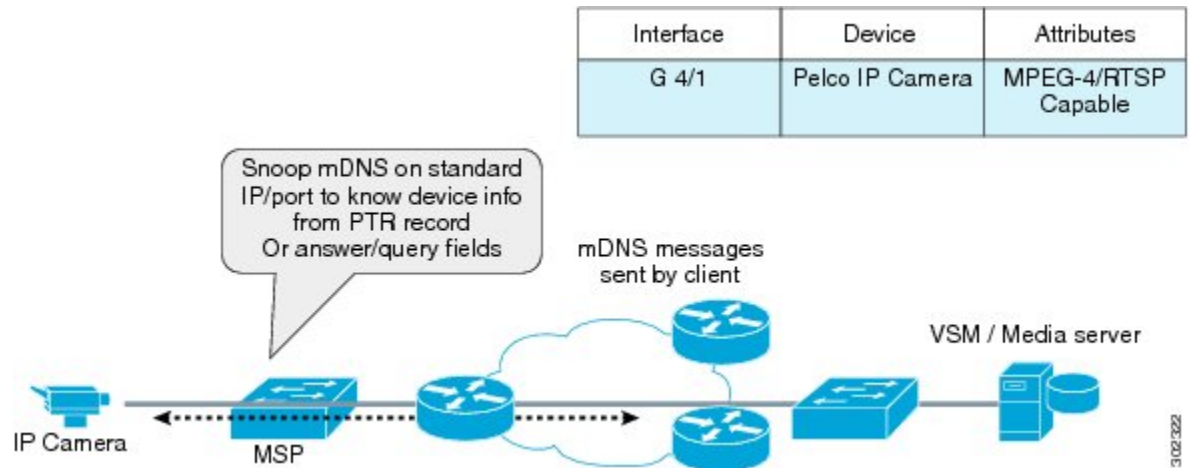 Interface Device Attributes
G 4/1 Pelco IP Camera MPEG-4/RTSP
Capable
Snoop mDNS on standard
IP/port to know device info
from PTR record
Or answer/query fields
mDNS messages
sent by client
VSM / Media server
IP Camera
MSP
302322